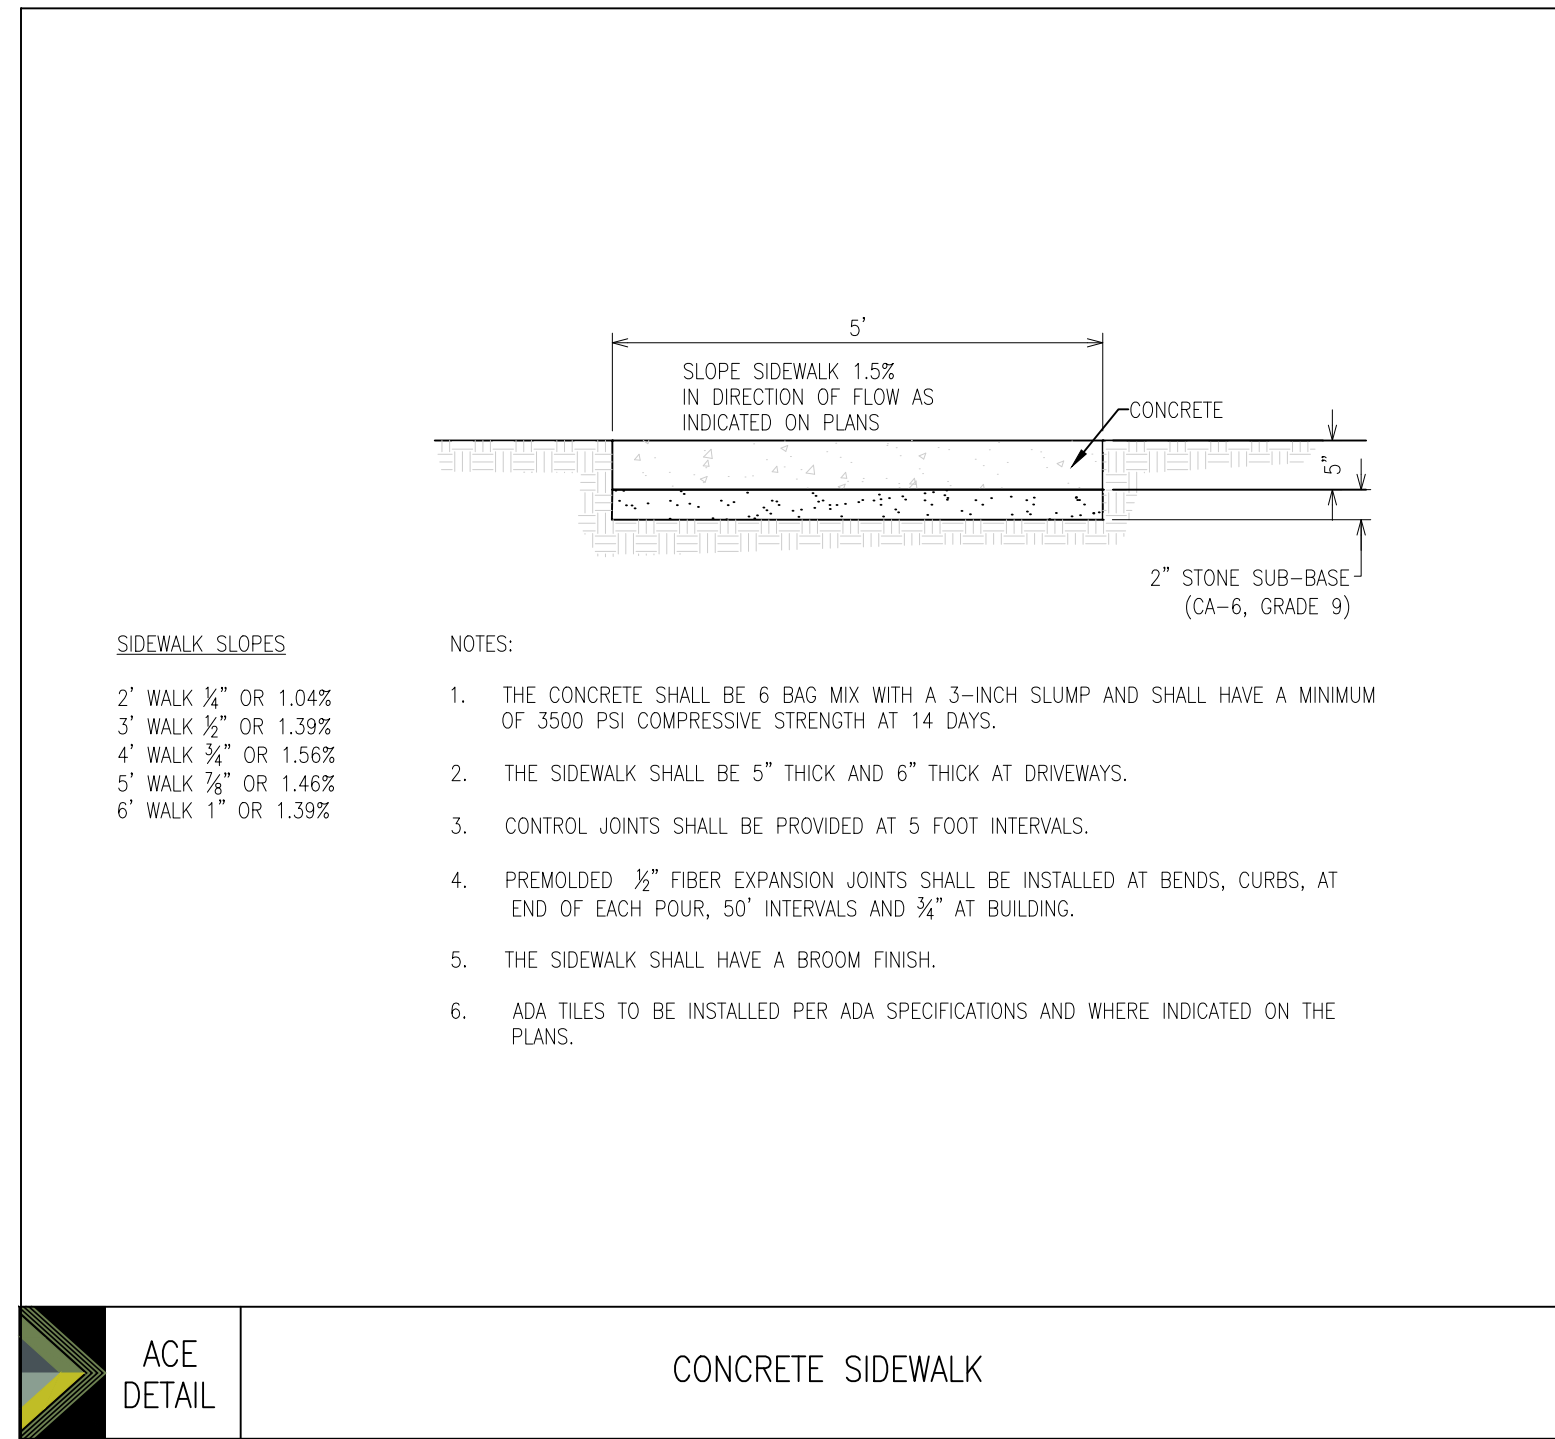 5'
SLOPE SIDEWALK 1.5%
IN DIRECTION OF FLOW AS
INDICATED ON PLANS
CONCRETE
5"
2" STONE SUB-BASE
(CA-6, GRADE 9)
SIDEWALK SLOPES
2' WALK ¼" OR 1.04%
3' WALK ½" OR 1.39%
4' WALK ¾" OR 1.56%
5' WALK ⅞" OR 1.46%
6' WALK 1" OR 1.39%
NOTES:
1. THE CONCRETE SHALL BE 6 BAG MIX WITH A 3-INCH SLUMP AND SHALL HAVE A MINIMUM
OF 3500 PSI COMPRESSIVE STRENGTH AT 14 DAYS.
2. THE SIDEWALK SHALL BE 5" THICK AND 6" THICK AT DRIVEWAYS.
3. CONTROL JOINTS SHALL BE PROVIDED AT 5 FOOT INTERVALS.
4. PREMOLDED ½" FIBER EXPANSION JOINTS SHALL BE INSTALLED AT BENDS, CURBS, AT
END OF EACH POUR, 50' INTERVALS AND ¾" AT BUILDING.
5. THE SIDEWALK SHALL HAVE A BROOM FINISH.
6. ADA TILES TO BE INSTALLED PER ADA SPECIFICATIONS AND WHERE INDICATED ON THE
PLANS.
ACE
DETAIL
CONCRETE SIDEWALK